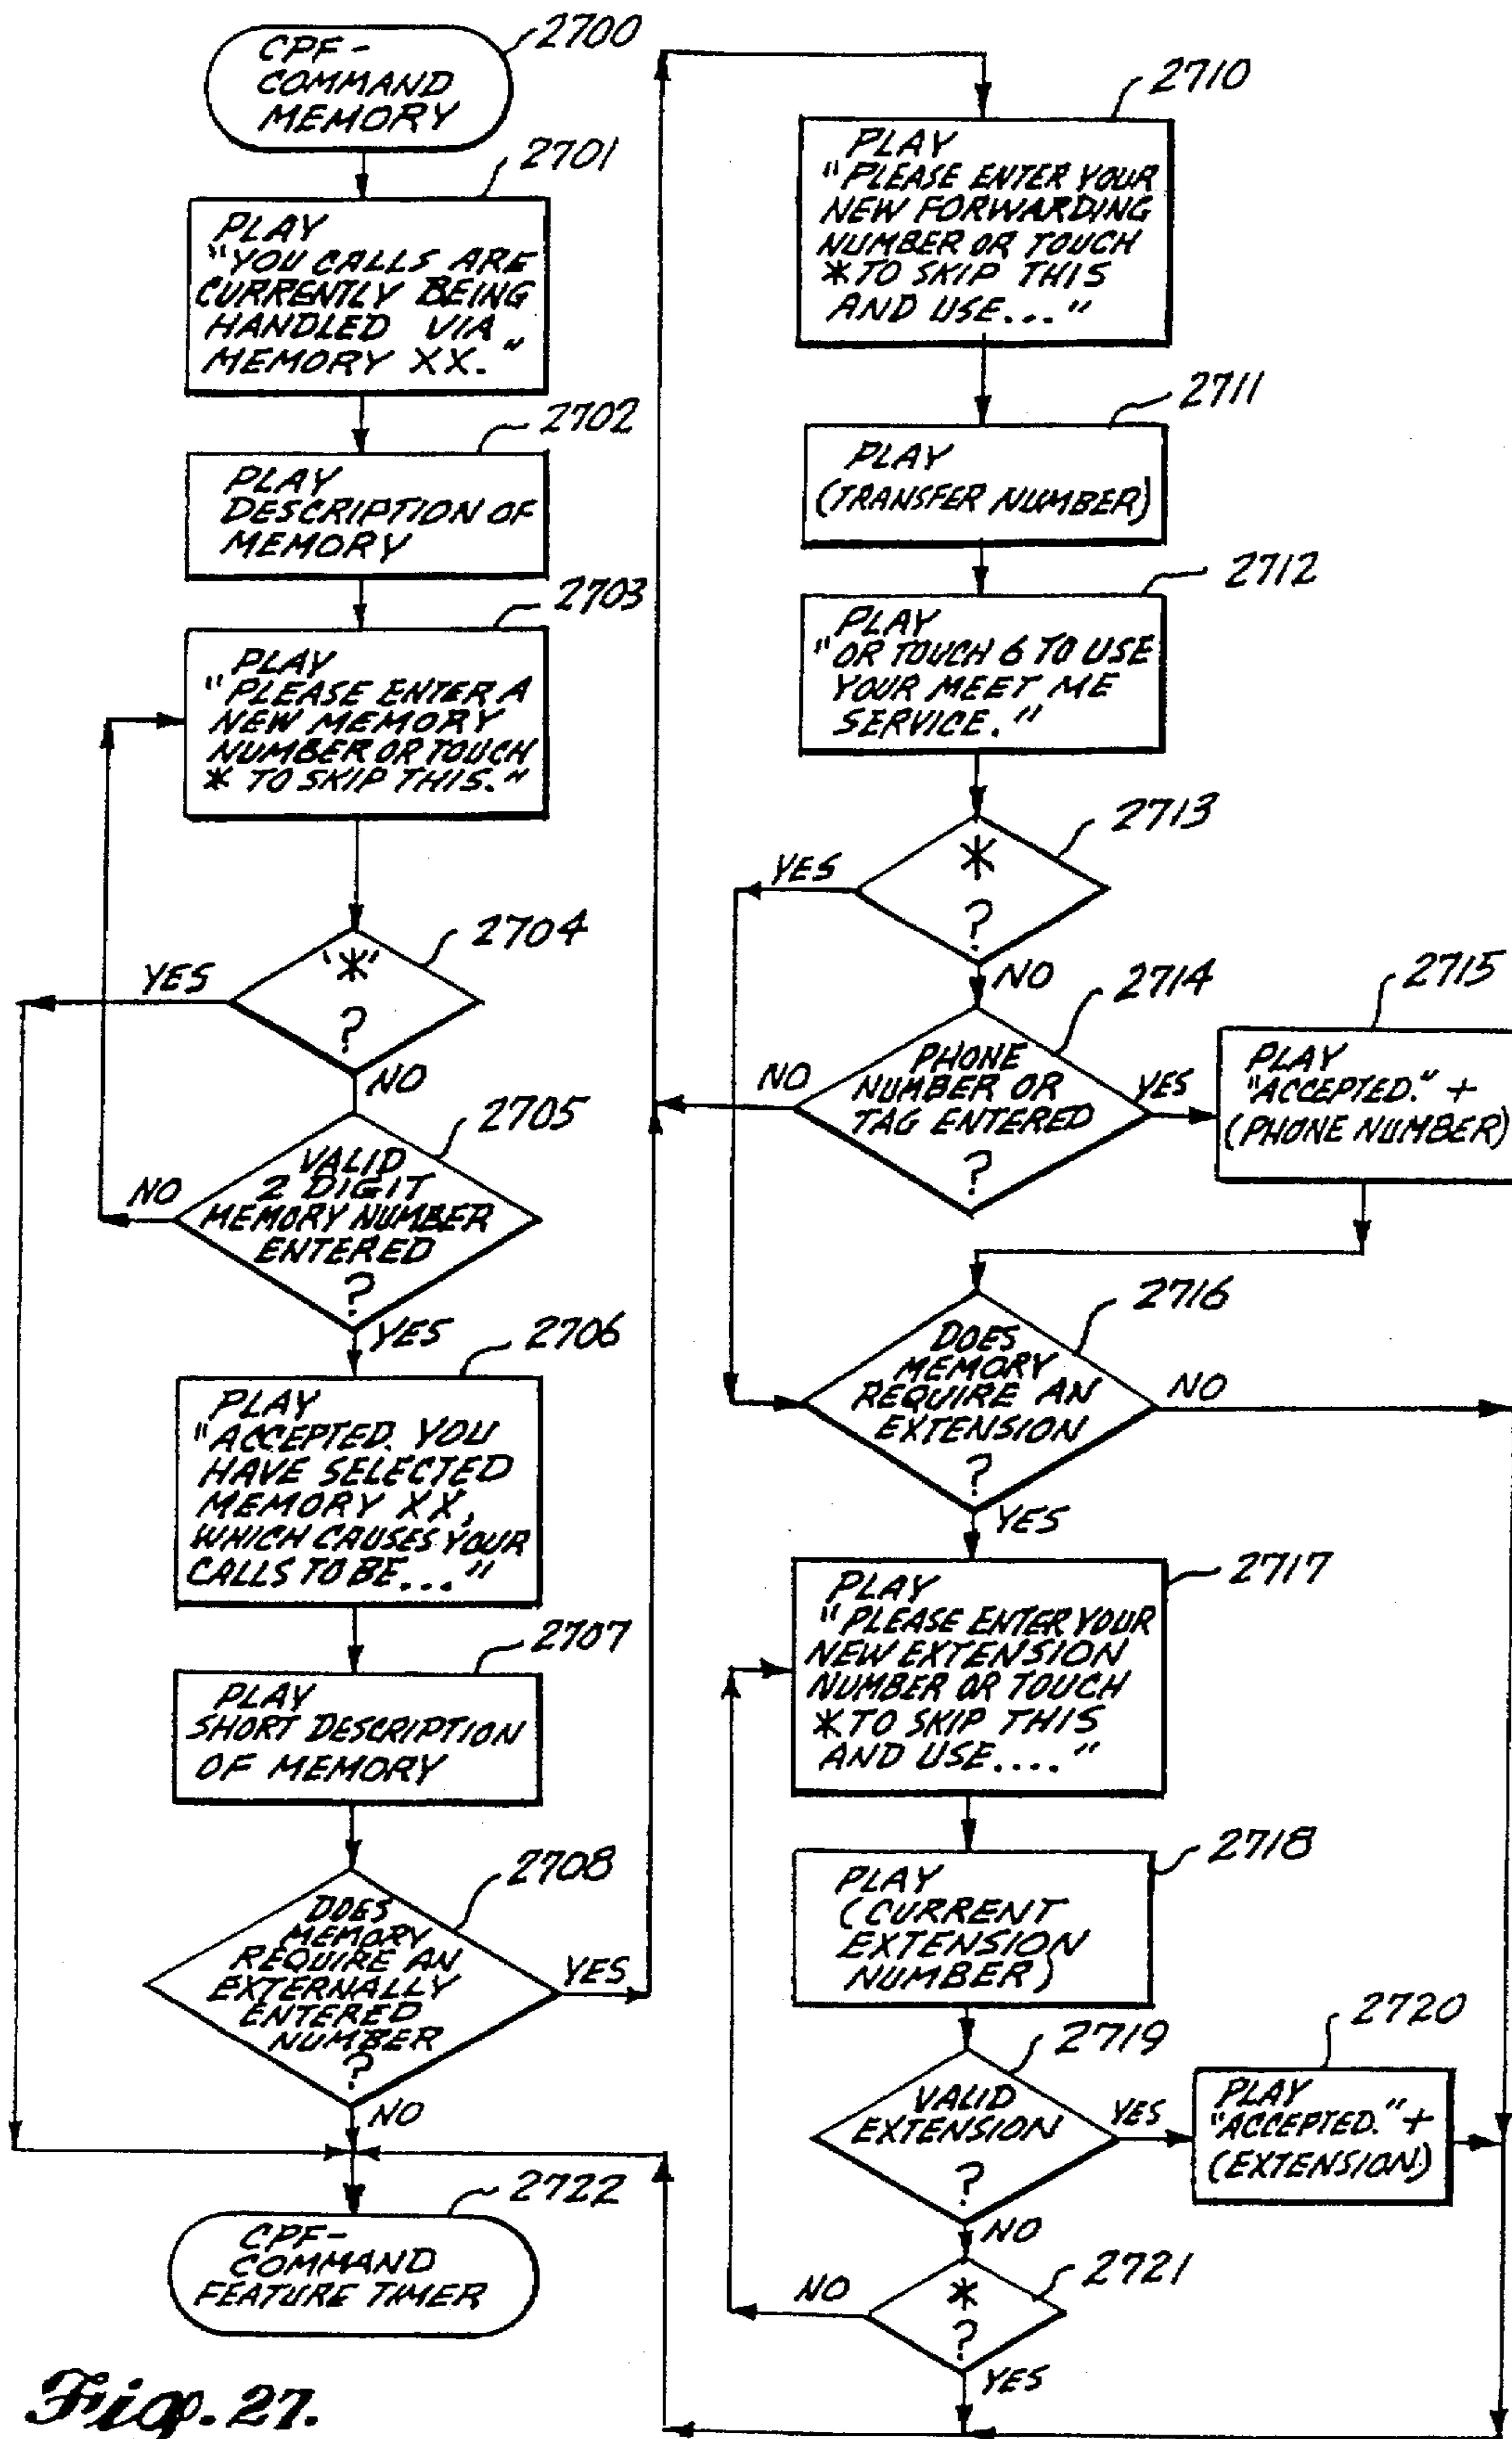 2700
CPF-
COMMAND
MEMORY
2701
PLAY
"YOU CALLS ARE
CURRENTLY BEING
HANDLED VIA
MEMORY XX."
2702
PLAY
DESCRIPTION OF
MEMORY
2703
PLAY
"PLEASE ENTER A
NEW MEMORY
NUMBER OR TOUCH
* TO SKIP THIS."
2704
'*'
?
YES
NO
2705
VALID
2 DIGIT
MEMORY NUMBER
ENTERED
?
NO
YES
2706
PLAY
"ACCEPTED. YOU
HAVE SELECTED
MEMORY XX,
WHICH CAUSES YOUR
CALLS TO BE..."
2707
PLAY
SHORT DESCRIPTION
OF MEMORY
2708
DOES
MEMORY
REQUIRE AN
EXTERNALLY
ENTERED
NUMBER
?
YES
NO
2722
CPF-
COMMAND
FEATURE TIMER
2710
PLAY
"PLEASE ENTER YOUR
NEW FORWARDING
NUMBER OR TOUCH
* TO SKIP THIS
AND USE..."
2711
PLAY
(TRANSFER NUMBER)
2712
PLAY
"OR TOUCH 6 TO USE
YOUR MEET ME
SERVICE."
2713
*
?
YES
NO
2714
PHONE
NUMBER OR
TAG ENTERED
?
NO
YES
2715
PLAY
"ACCEPTED." +
(PHONE NUMBER)
2716
DOES
MEMORY
REQUIRE AN
EXTENSION
?
NO
YES
2717
PLAY
"PLEASE ENTER YOUR
NEW EXTENSION
NUMBER OR TOUCH
* TO SKIP THIS
AND USE...."
2718
PLAY
(CURRENT
EXTENSION
NUMBER)
2719
VALID
EXTENSION
?
YES
NO
2720
PLAY
"ACCEPTED." +
(EXTENSION)
2721
*
?
NO
YES
Fig. 27.